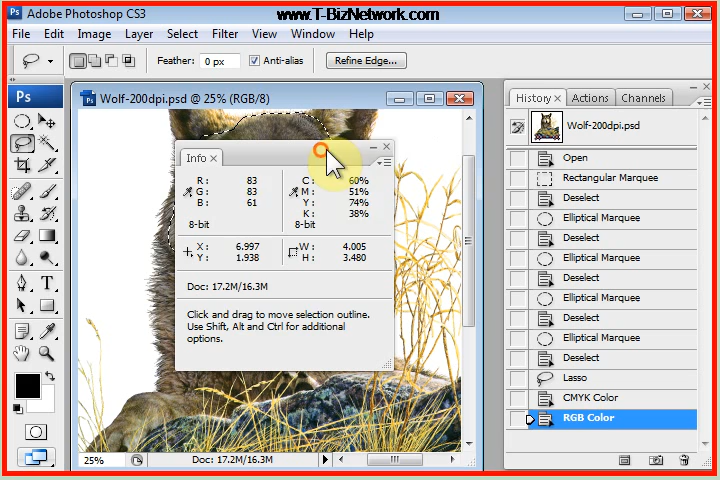 www.T-BizNetwork.com
Ps Adobe Photoshop CS3
File Edit Image Layer Select Filter View Window Help
Feather: 0 px Anti-alias Refine Edge...
Ps
Wolf-200dpi.psd @ 25% (RGB/8)
Info
R: 83 C: 60%
G: 83 M: 51%
B: 61 Y: 74%
K: 38%
8-bit 8-bit
X: 6.997 W: 4.005
Y: 1.938 H: 3.480
Doc: 17.2M/16.3M
Click and drag to move selection outline.
Use Shift, Alt and Ctrl for additional
options.
25% Doc: 17.2M/16.3M
History Actions Channels
Wolf-200dpi.psd
Open
Rectangular Marquee
Deselect
Elliptical Marquee
Deselect
Elliptical Marquee
Deselect
Elliptical Marquee
Deselect
Elliptical Marquee
Deselect
Lasso
CMYK Color
RGB Color